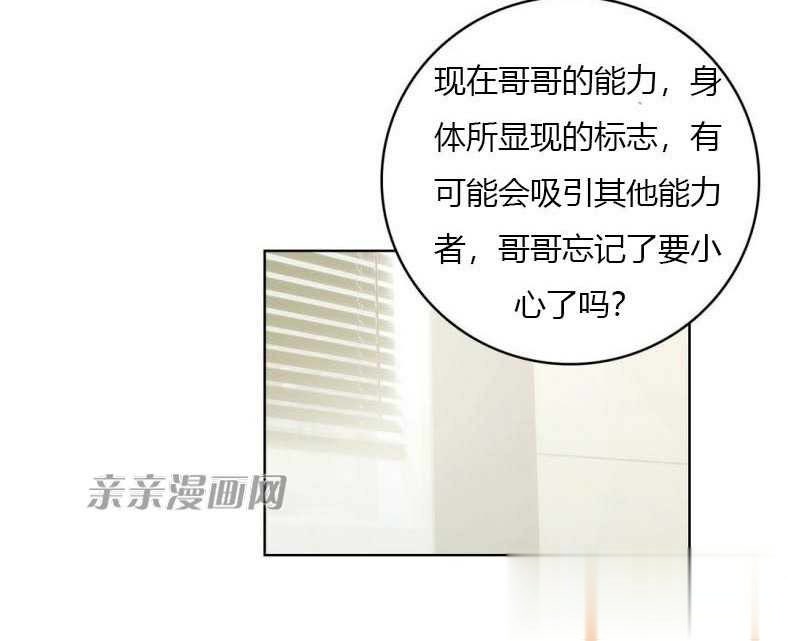 现在哥哥的能力，身
体所显现的标志，有
可能会吸引其他能力
者，哥哥忘记了要小
心了吗？
亲亲漫画网